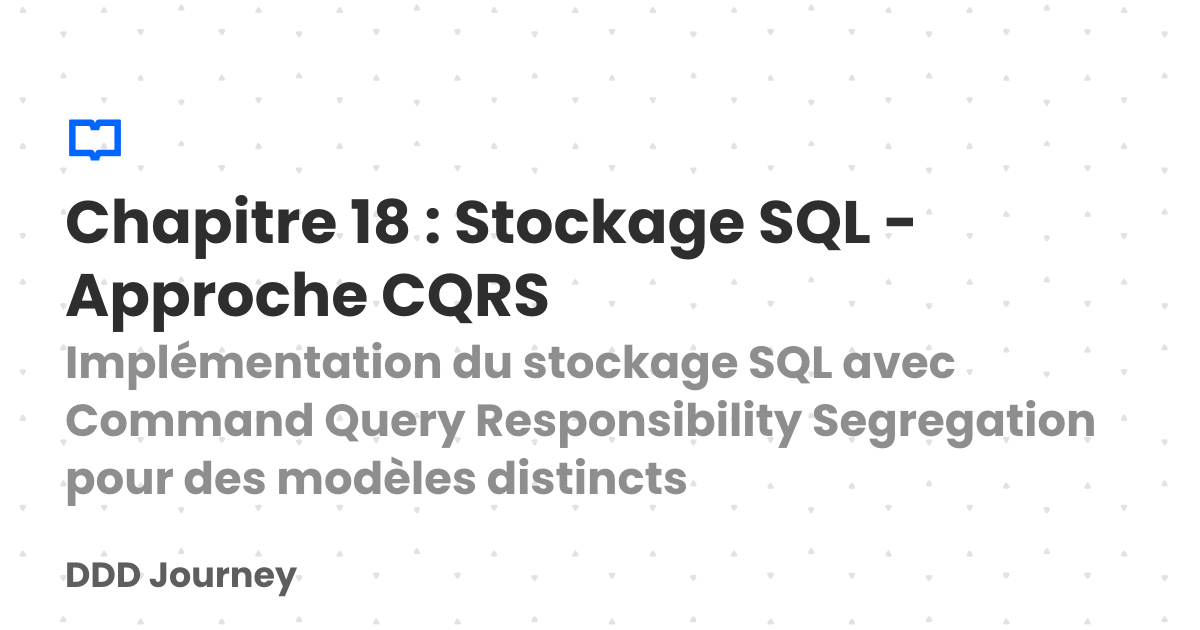 Chapitre 18 : Stockage SQL -
Approche CQRS
Implémentation du stockage SQL avec
Command Query Responsibility Segregation
pour des modèles distincts
DDD Journey